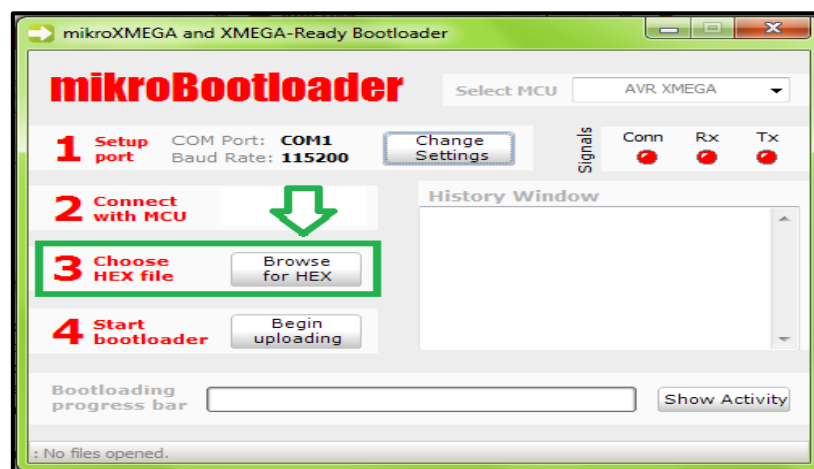 mikroXMEGA and XMEGA-Ready Bootloader
mikroBootloader
Select MCU
AVR XMEGA
1 Setup port
COM Port: COM1
Baud Rate: 115200
Change
Settings
Signals
Conn Rx Tx
2 Connect
with MCU
History Window
3 Choose
HEX file
Browse
for HEX
4 Start
bootloader
Begin
uploading
Bootloading
progress bar
Show Activity
: No files opened.